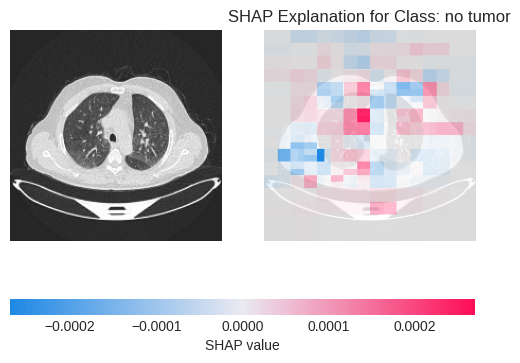 SHAP Explanation for Class: no tumor
−0.0002 −0.0001 0.0000 0.0001 0.0002
SHAP value